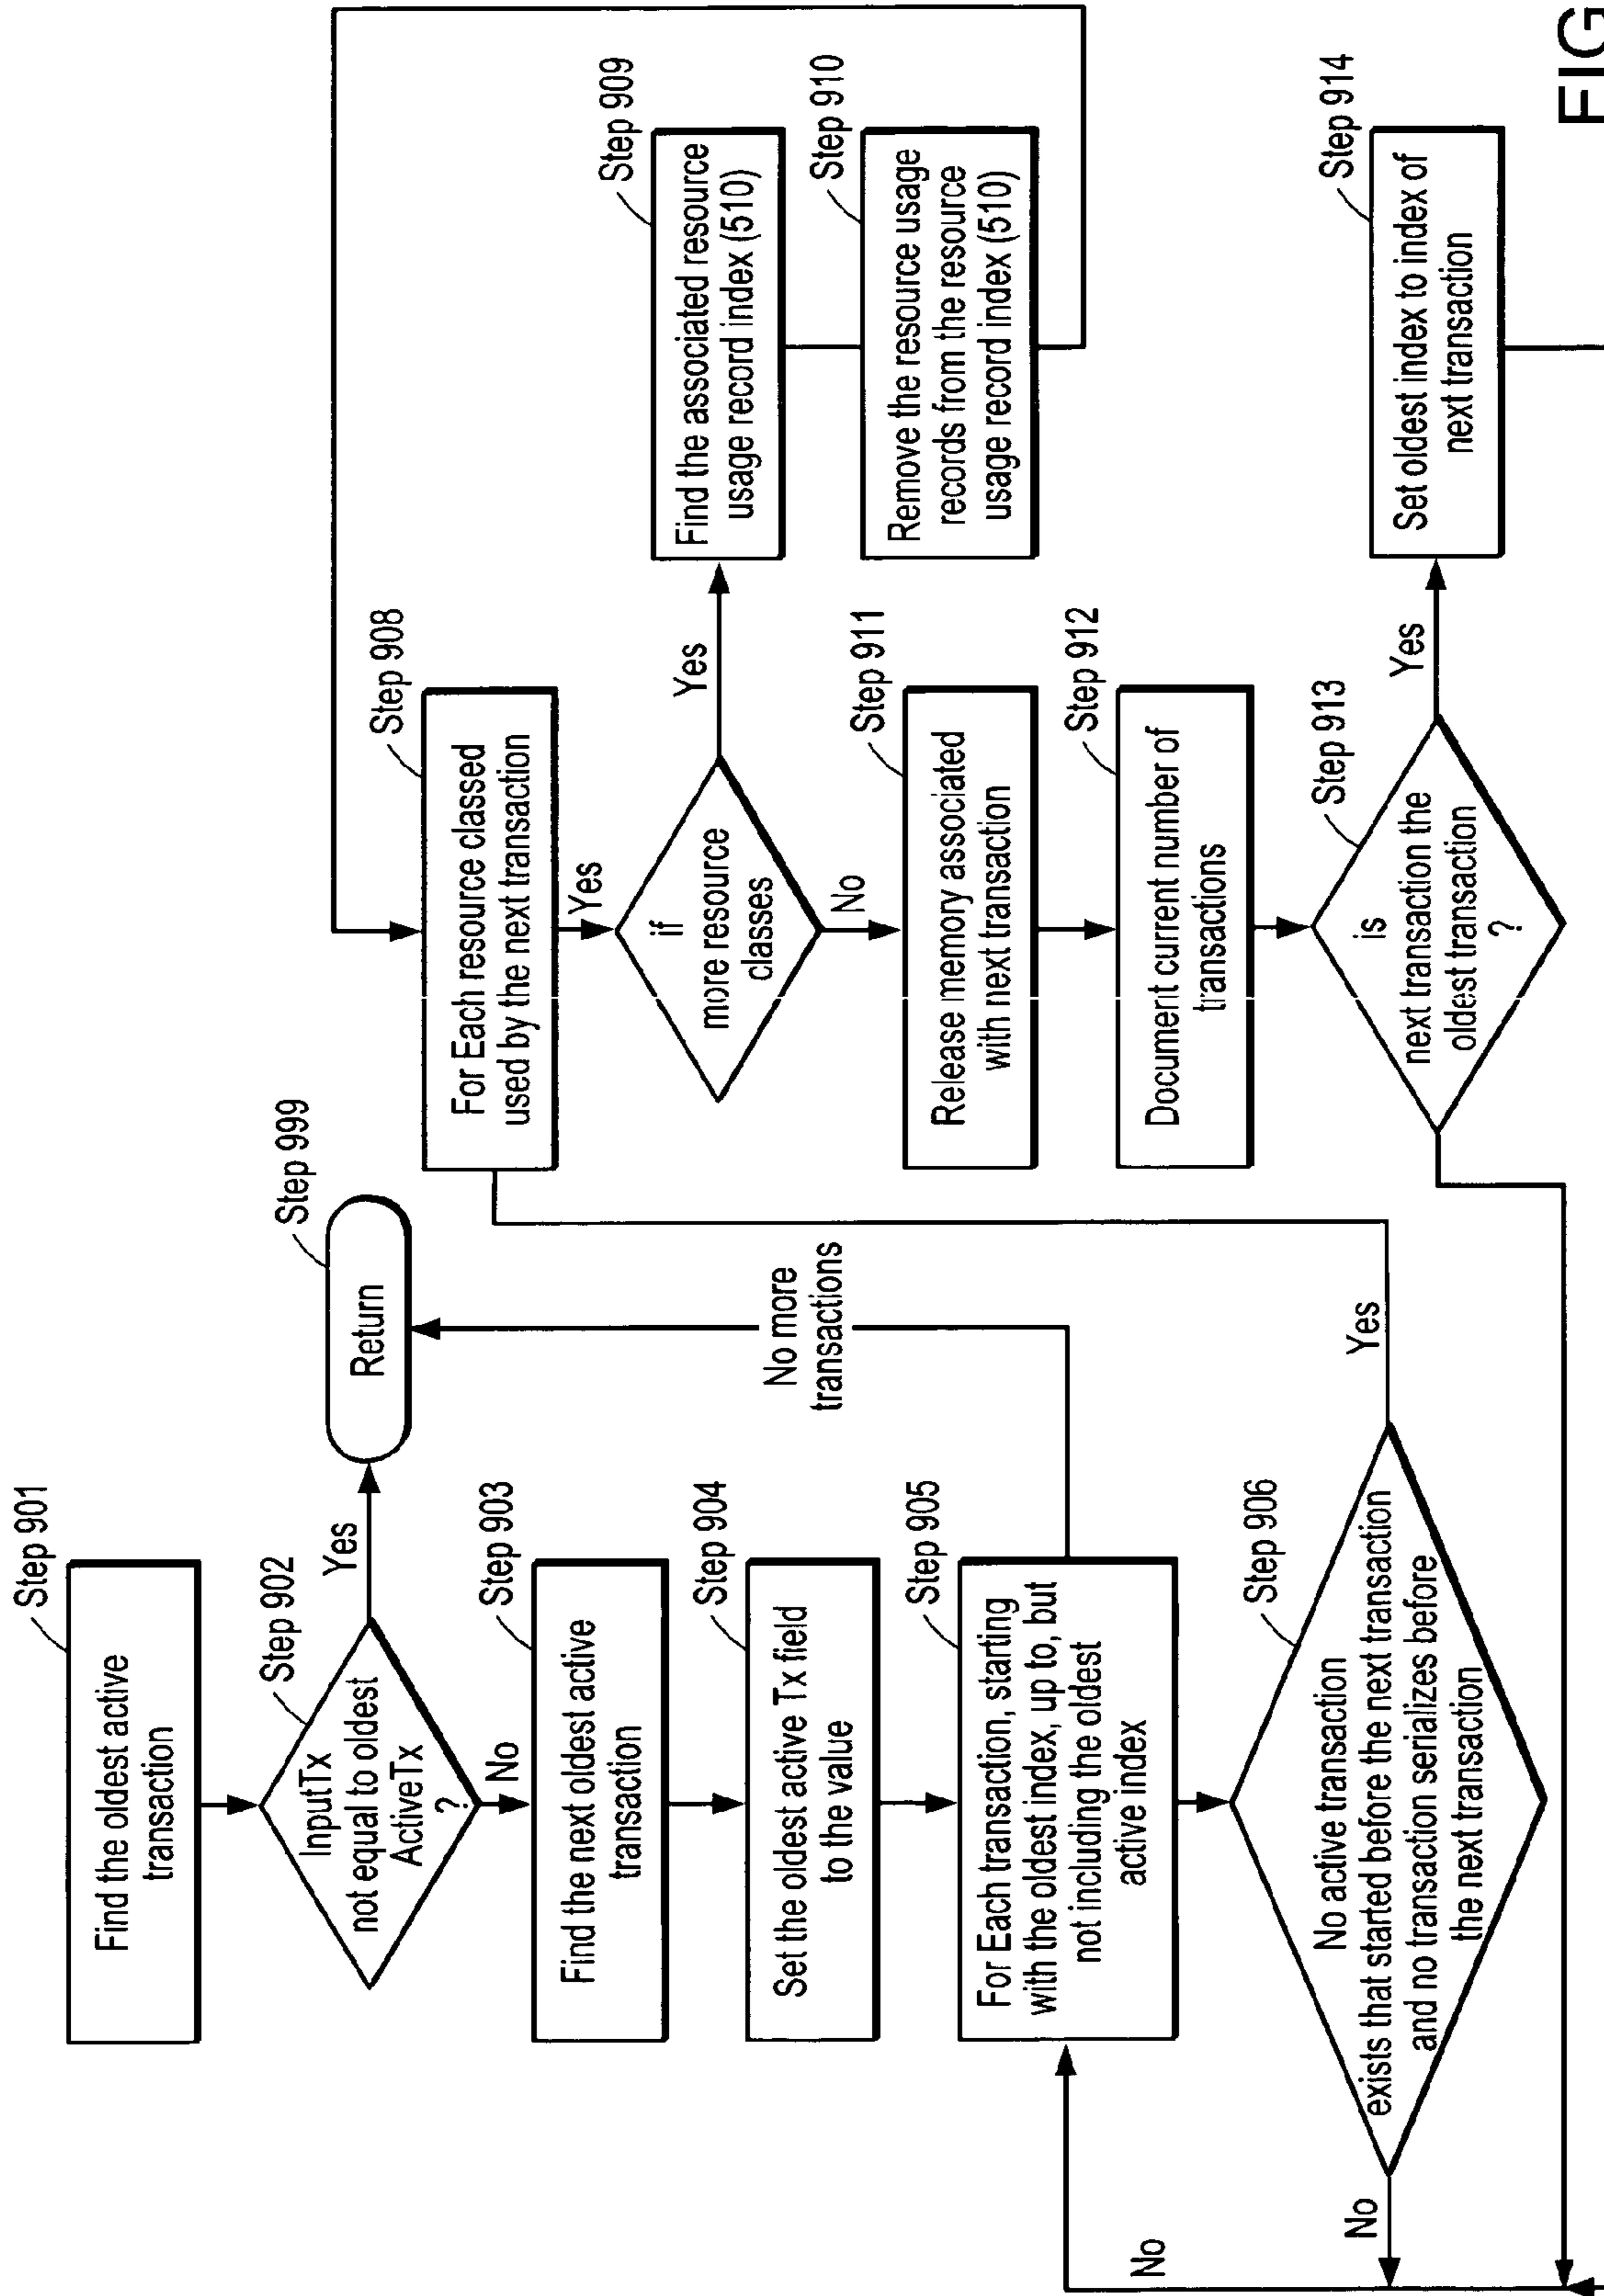 Step 901
Find the oldest active
transaction
Step 902
InputTx
not equal to oldest
ActiveTx
?
Yes
Step 999
Return
No
Step 903
Find the next oldest active
transaction
Step 904
Set the oldest active Tx field
to the value
Step 905
For Each transaction, starting
with the oldest index, up to, but
not including the oldest
active index
No more
transactions
Step 906
No active transaction
exists that started before the next transaction
and no transaction serializes before
the next transaction
Yes
No
No
Step 908
For Each resource classed
used by the next transaction
Yes
if
more resource
classes
Yes
Step 909
Find the associated resource
usage record index (510)
Step 910
Remove the resource usage
records from the resource
usage record index (510)
No
Step 911
Release memory associated
with next transaction
Step 912
Document current number of
transactions
Step 913
is
next transaction the
oldest transaction
?
Yes
Step 914
Set oldest index to index of
next transaction
FIG